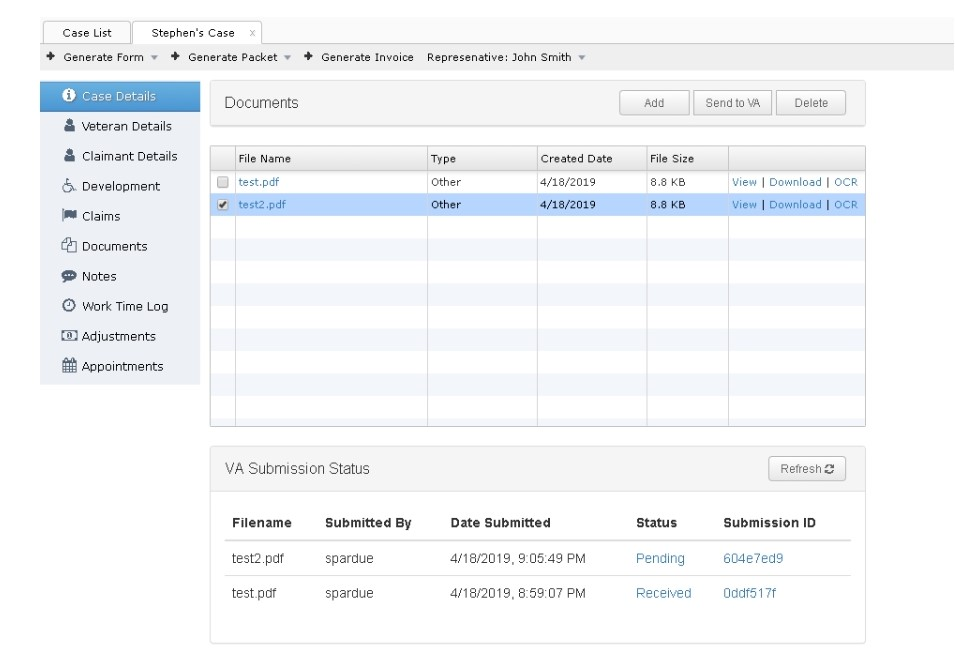 Case List Stephen's Case x
+ Generate Form + Generate Packet + Generate Invoice Represenative: John Smith
Case Details
Veteran Details
Claimant Details
Development
Claims
Documents
Notes
Work Time Log
Adjustments
Appointments
Documents Add Send to VA Delete
File Name Type Created Date File Size
test.pdf Other 4/18/2019 8.8 KB View | Download | OCR
test2.pdf Other 4/18/2019 8.8 KB View | Download | OCR
VA Submission Status Refresh
Filename Submitted By Date Submitted Status Submission ID
test2.pdf spardue 4/18/2019, 9:05:49 PM Pending 604e7ed9
test.pdf spardue 4/18/2019, 8:59:07 PM Received 0ddf517f